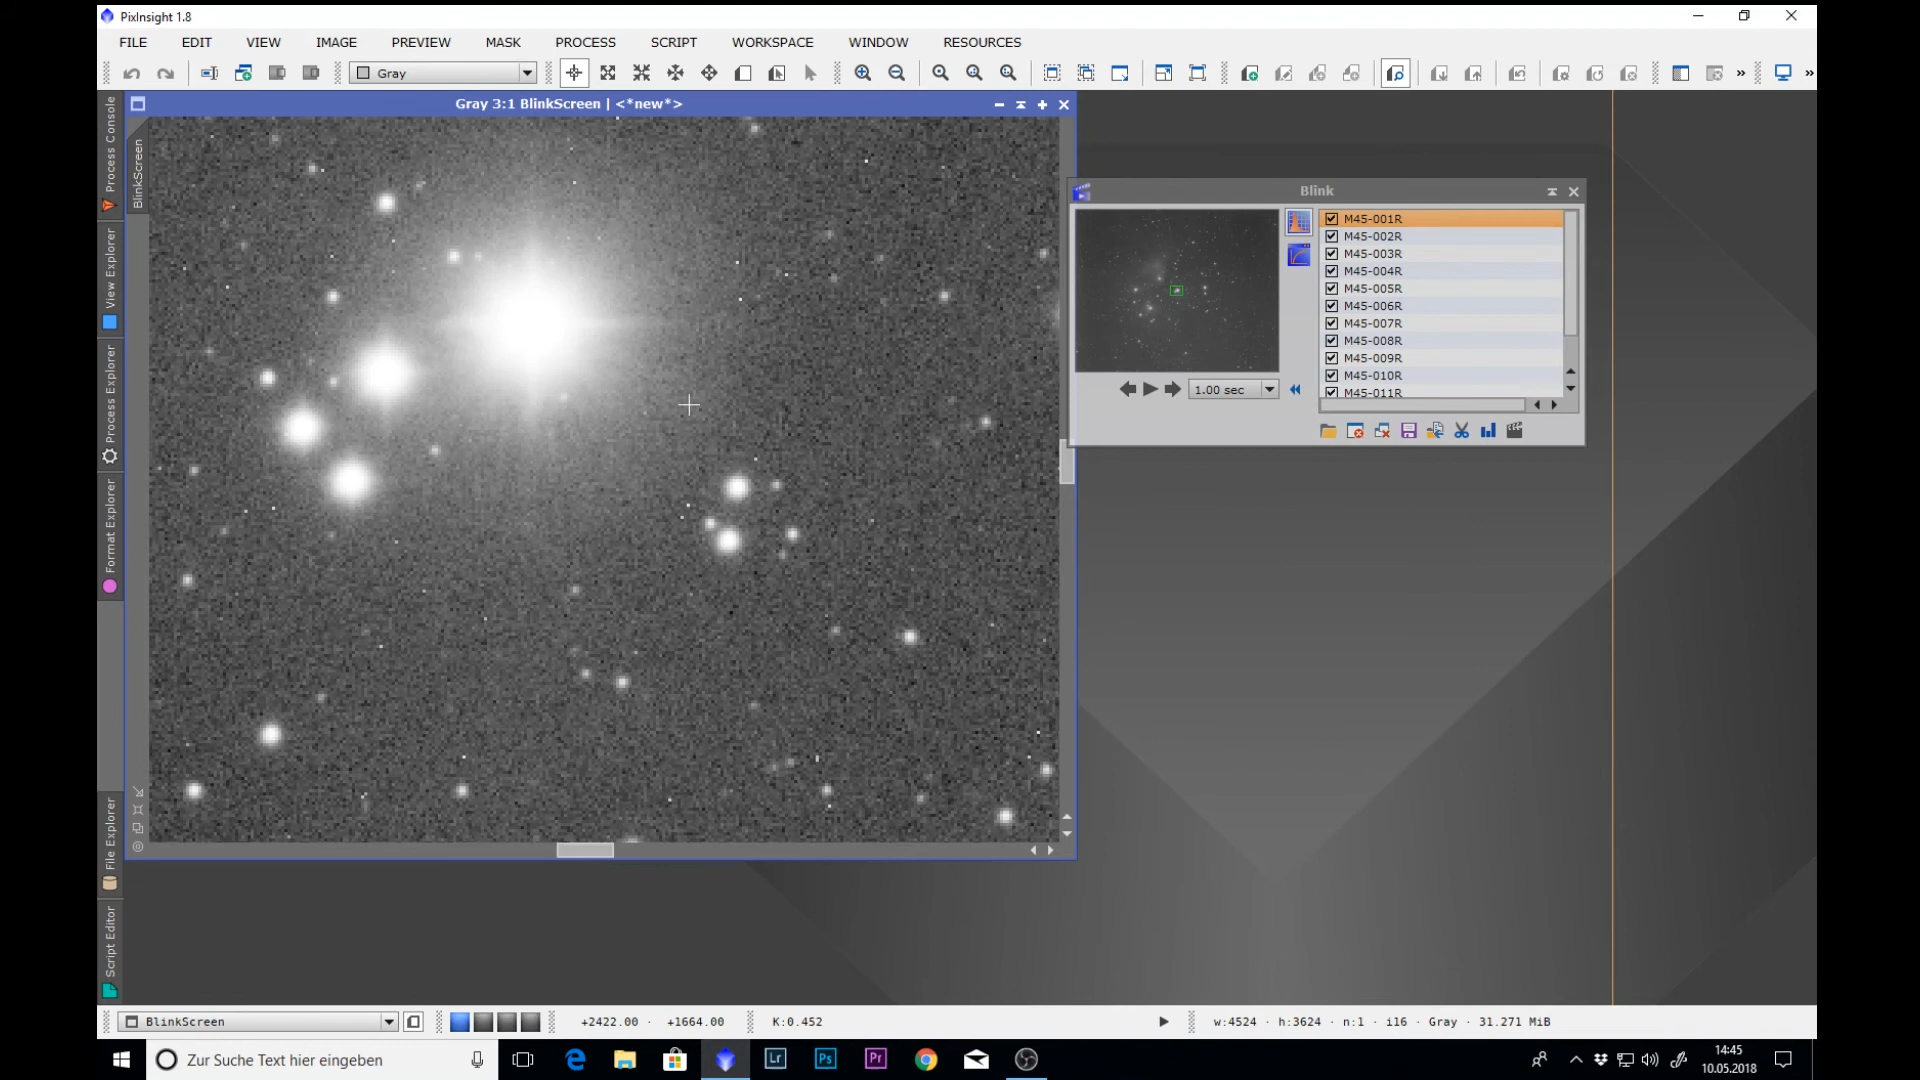 PixInsight 1.8
FILE EDIT VIEW IMAGE PREVIEW MASK PROCESS SCRIPT WORKSPACE WINDOW RESOURCES
Gray
»
»
Gray 3:1 BlinkScreen | <*new*>
BlinkScreen
Process Console
View Explorer
Process Explorer
Format Explorer
File Explorer
Script Editor
Blink
M45-001R
M45-002R
M45-003R
M45-004R
M45-005R
M45-006R
M45-007R
M45-008R
M45-009R
M45-010R
M45-011R
1.00 sec
BlinkScreen
+2422.00 · +1664.00
K:0.452
w:4524 · h:3624 · n:1 · i16 · Gray · 31.271 MiB
Zur Suche Text hier eingeben
Lr
Ps
Pr
14:45
10.05.2018